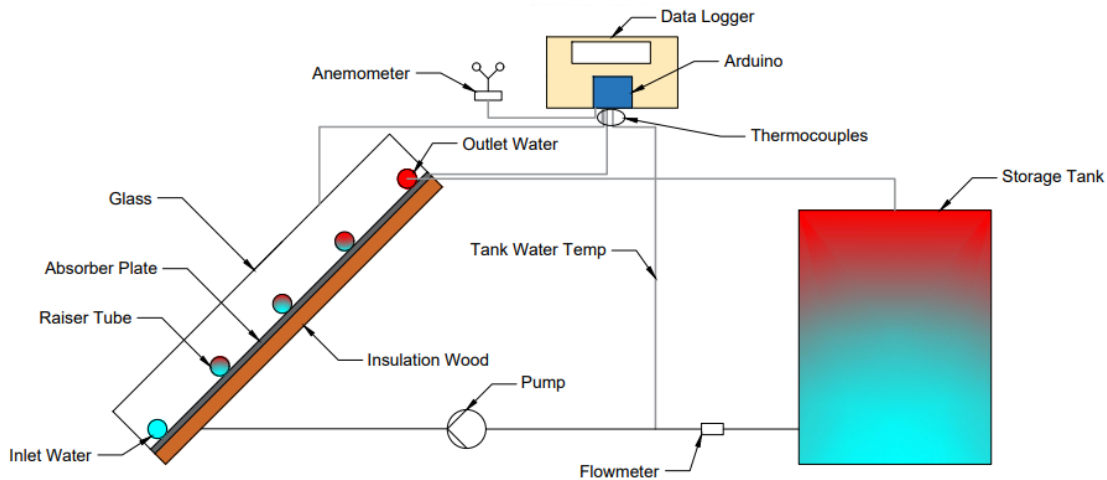 Data Logger
Anemometer
Arduino
Thermocouples
Outlet Water
Storage Tank
Glass
Tank Water Temp
Absorber Plate
Raiser Tube
Insulation Wood
Pump
Inlet Water
Flowmeter